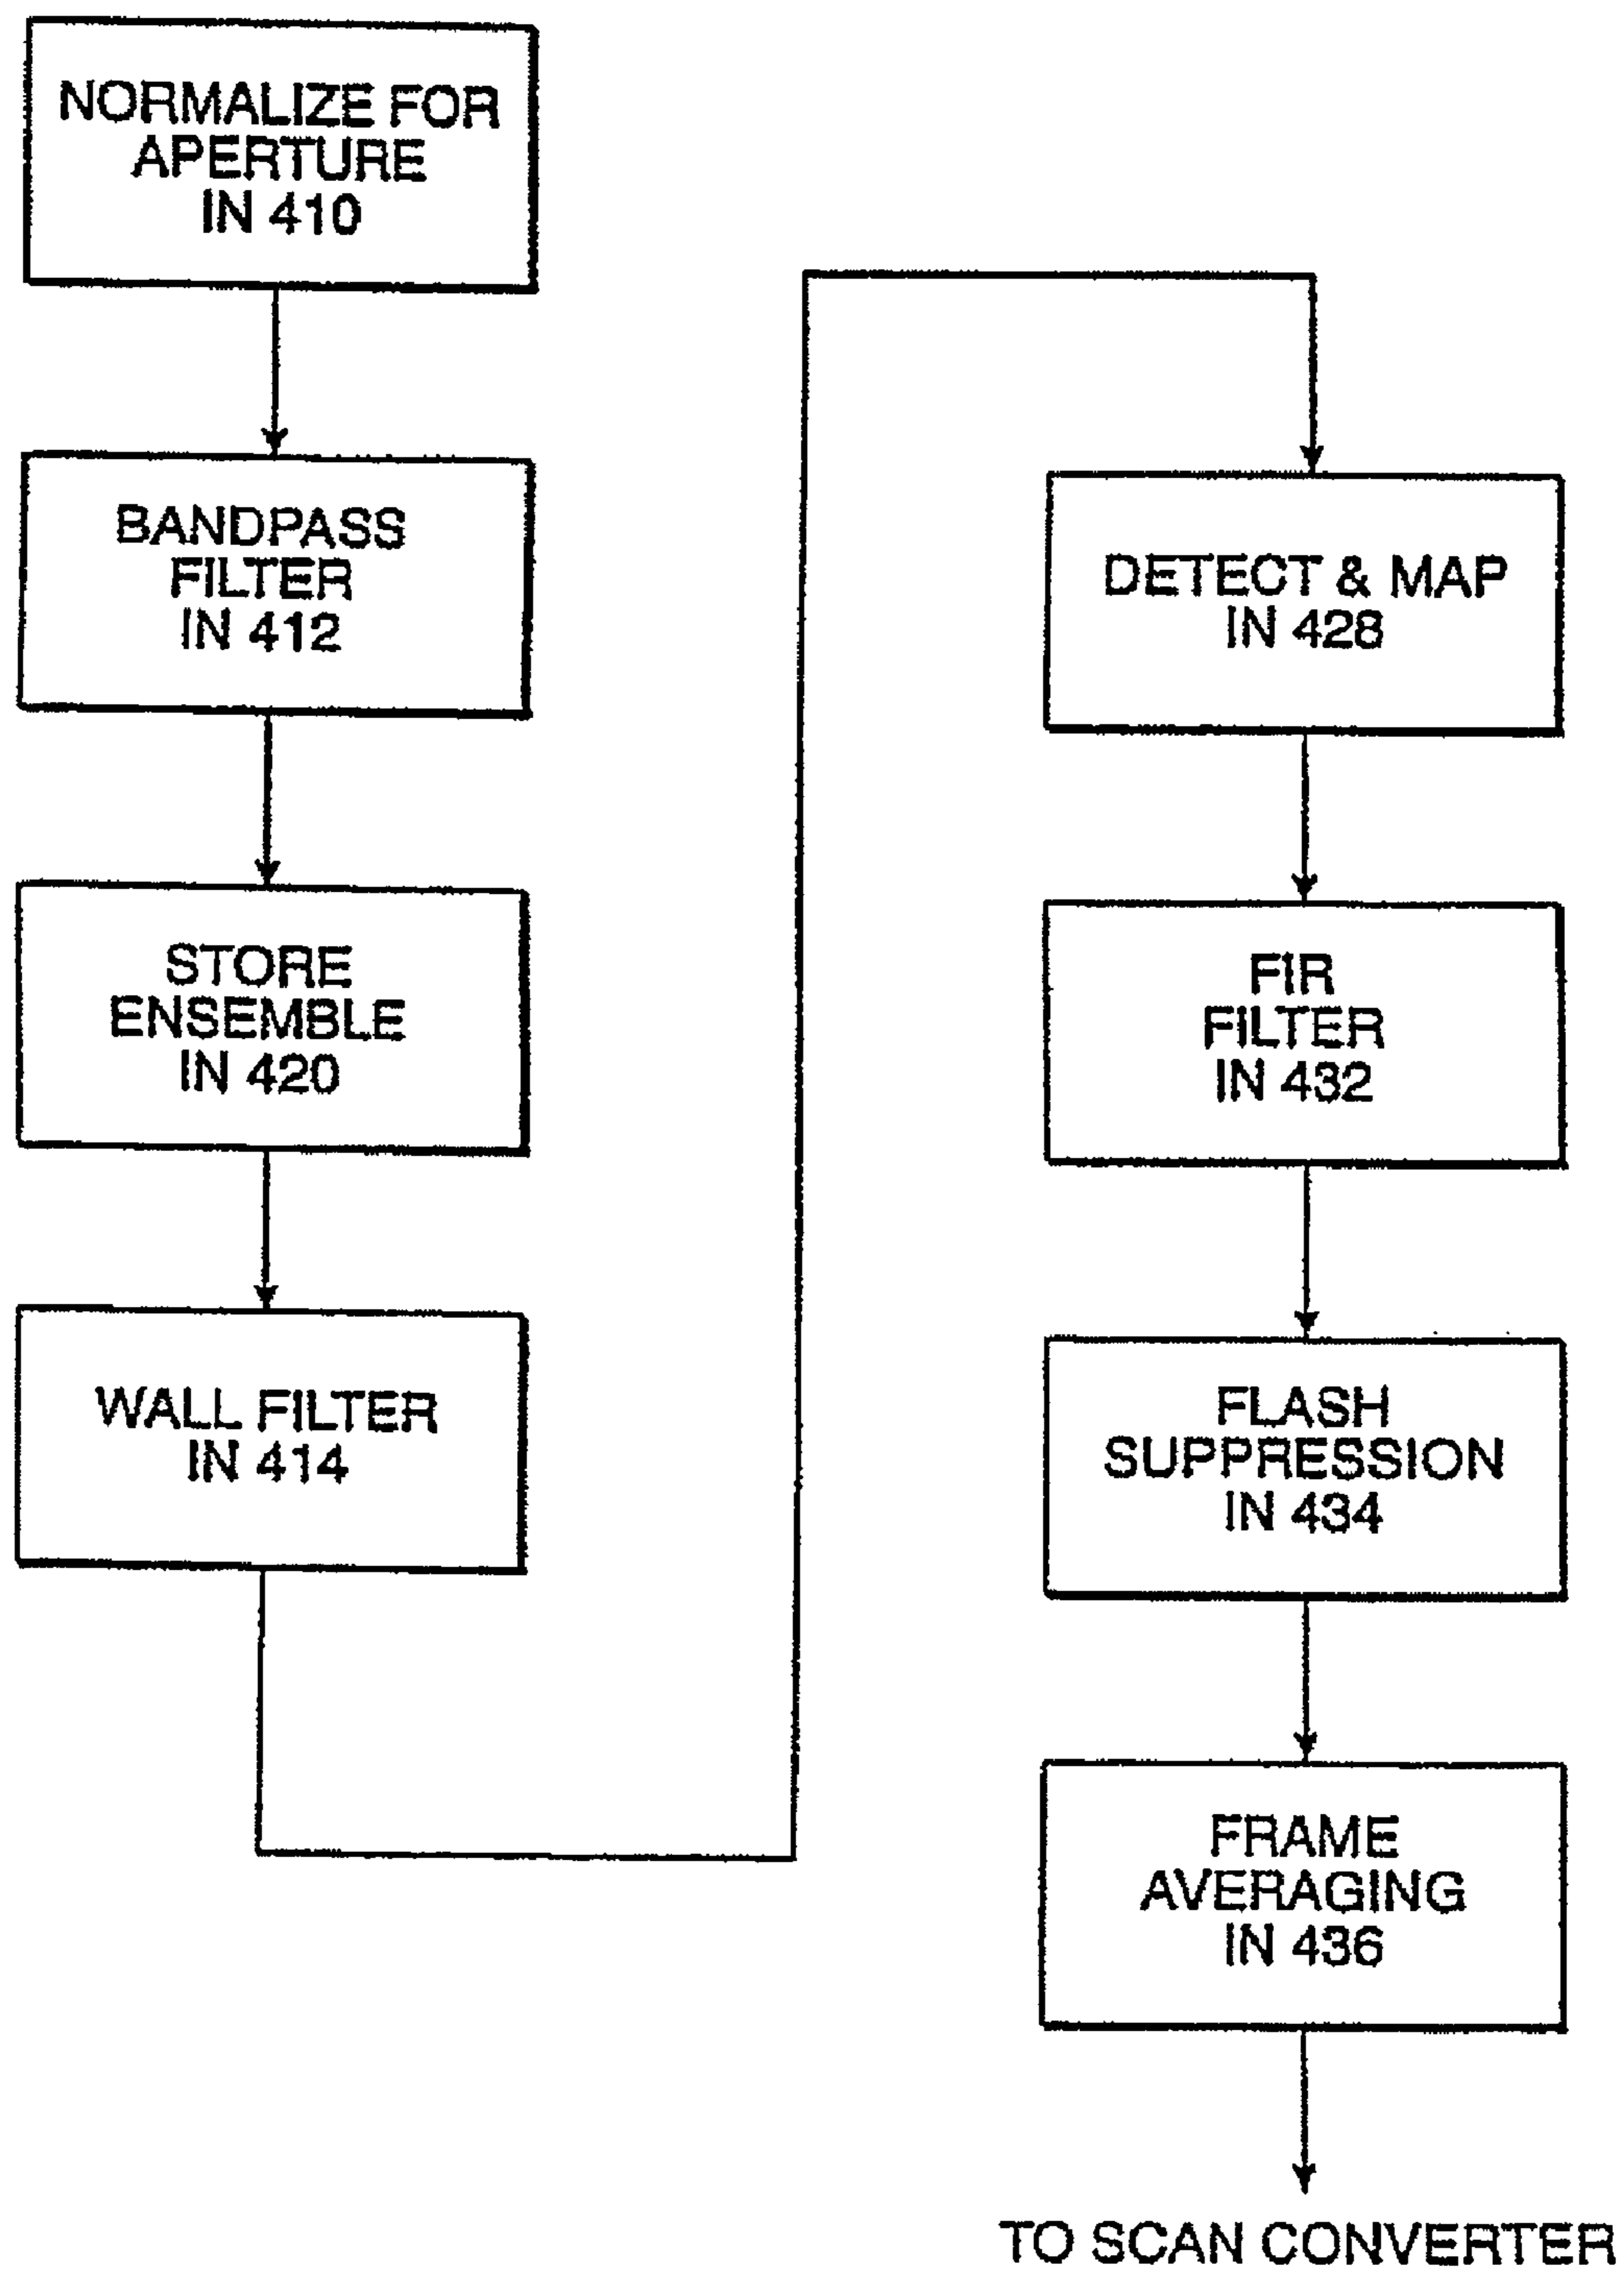 NORMALIZE FOR
APERTURE
IN 410
BANDPASS
FILTER
IN 412
STORE
ENSEMBLE
IN 420
WALL FILTER
IN 414
DETECT & MAP
IN 428
FIR
FILTER
IN 432
FLASH
SUPPRESSION
IN 434
FRAME
AVERAGING
IN 436
TO SCAN CONVERTER